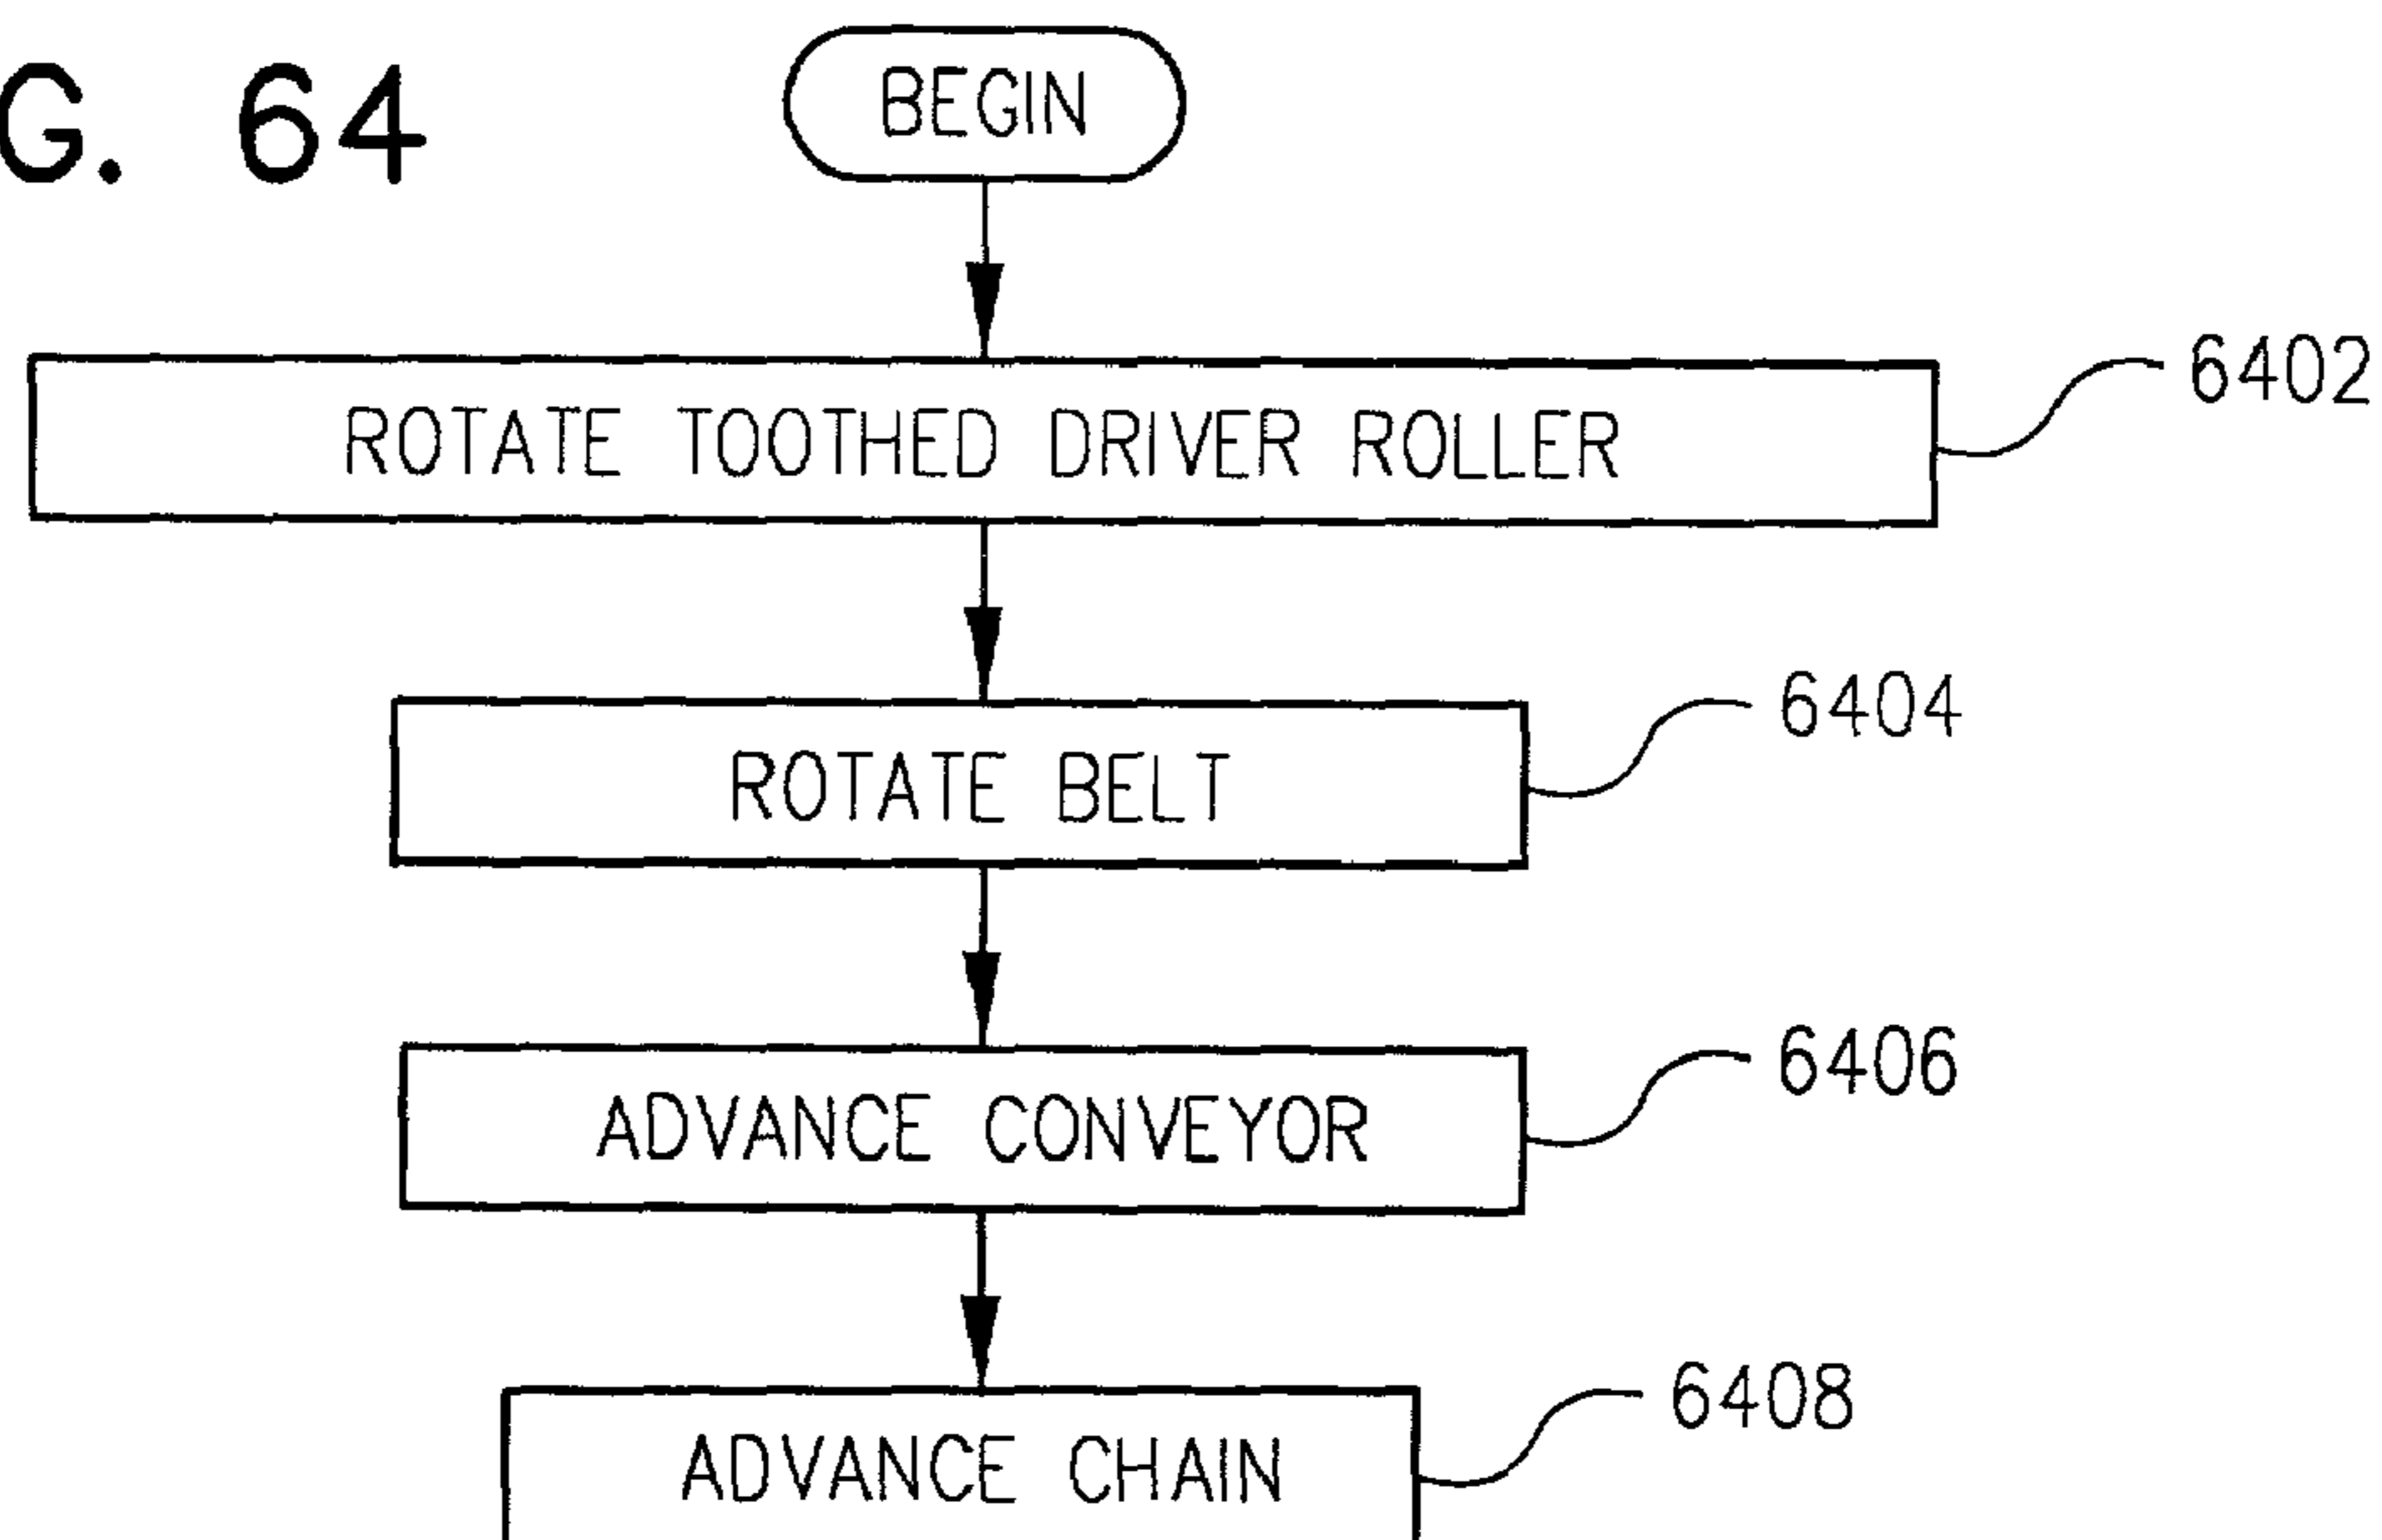 G. 64
BEGIN
ROTATE TOOTHED DRIVER ROLLER
6402
ROTATE BELT
6404
ADVANCE CONVEYOR
6406
ADVANCE CHAIN
6408